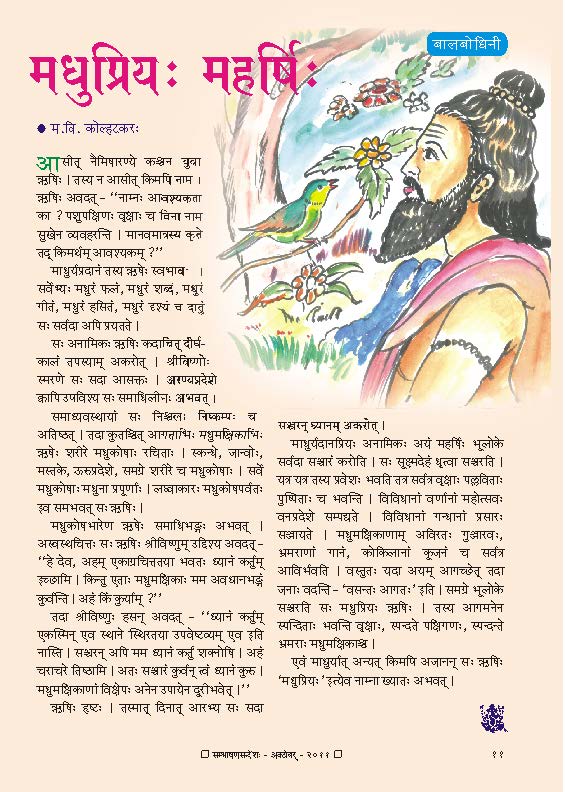 बालबोधिनी
मधुप्रियः महर्षिः
म.वि. कोल्हटकरः
आसीत् नैमिषारण्ये कश्चन युवा
ऋषिः । तस्य न आसीत् किमपि नाम ।
ऋषिः अवदत् - “नाम्नः आवश्यकता
का ? पशुपक्षिणः वृक्षाः च विना नाम
सुखेन व्यवहरन्ति । मानवमात्रस्य कृते
तद् किमर्थम् आवश्यकम् ?”
माधुर्यप्रदानं तस्य ऋषेः स्वभावः ।
सर्वेभ्यः मधुरं फलं, मधुरं शब्दं, मधुरं
गीतं, मधुरं हसितं, मधुरं दृश्यं च दातुं
सः सर्वदा अपि प्रयतते ।
सः अनामिकः ऋषिः कदाचित् दीर्घ-
कालं तपस्याम् अकरोत् । श्रीविष्णोः
स्मरणे सः सदा आसक्तः । अरण्यप्रदेशे
क्वापि उपविश्य सः समाधिलीनः अभवत् ।
समाध्यवस्थायां सः निश्चलः निष्कम्पः च
अतिष्ठत् । तदा कुतश्चित् आगताभिः मधुमक्षिकाभिः
ऋषेः शरीरे मधुकोषाः रचिताः । स्कन्धे, जान्वोः,
मस्तके, ऊरुप्रदेशे, समग्रे शरीरे च मधुकोषाः । सर्वे
मधुकोषाः मधुना प्रपूर्णाः । लघ्वाकारः मधुकोषपर्वतः
इव समभवत् सः ऋषिः ।
मधुकोषभारेण ऋषेः समाधिभङ्गः अभवत् ।
अस्वस्थचित्तः सः ऋषिः श्रीविष्णुम् उद्दिश्य अवदत्-
“हे देव, अहम् एकाग्रचित्ततया भवतः ध्यानं कर्तुम्
इच्छामि । किन्तु एताः मधुमक्षिकाः मम अवधानभङ्गं
कुर्वन्ति । अहं किं कुर्याम् ?”
तदा श्रीविष्णुः हसन् अवदत् - “ध्यानं कर्तुम्
एकस्मिन् एव स्थाने स्थिरतया उपवेष्टव्यम् एव इति
नास्ति । सञ्चरन् अपि मम ध्यानं कर्तुं शक्नोषि । अहं
चराचरे तिष्ठामि । अतः सञ्चारं कुर्वन् त्वं ध्यानं कुरु ।
मधुमक्षिकाणां विक्षेपः अनेन उपायेन दूरीभवेत् ।”
ऋषिः हृष्टः । तस्मात् दिनात् आरभ्य सः सदा
सञ्चरन् ध्यानम् अकरोत् ।
माधुर्यदानप्रियः अनामिकः अयं महर्षिः भूलोके
सर्वदा सञ्चारं करोति । सः सूक्ष्मदेहं धृत्वा सञ्चरति ।
यत्र यत्र तस्य प्रवेशः भवति तत्र सर्वत्र वृक्षाः पल्लविताः
पुष्पिताः च भवन्ति । विविधानां वर्णानां महोत्सवः
वनप्रदेशे सम्पद्यते । विविधानां गन्धानां प्रसारः
सञ्जायते । मधुमक्षिकाणाम् अविरतः गुञ्जारवः,
भ्रमराणां गानं, कोकिलानां कूजनं च सर्वत्र
आविर्भवति । वस्तुतः यदा अयम् आगच्छेत् तदा
जनाः वदन्ति – ‘वसन्तः आगतः’ इति । समग्रे भूलोके
सञ्चरति सः मधुप्रियः ऋषिः । तस्य आगमनेन
स्पन्दिताः भवन्ति वृक्षाः, स्पन्दते पक्षिगणः, स्पन्दन्ते
भ्रमराः मधुमक्षिकाश्च ।
एवं माधुर्यात् अन्यत् किमपि अजानन् सः ऋषिः
‘मधुप्रियः’ इत्येव नाम्ना ख्यातः अभवत् ।
सम्भाषणसन्देशः - अक्टोबर् - २०११
११